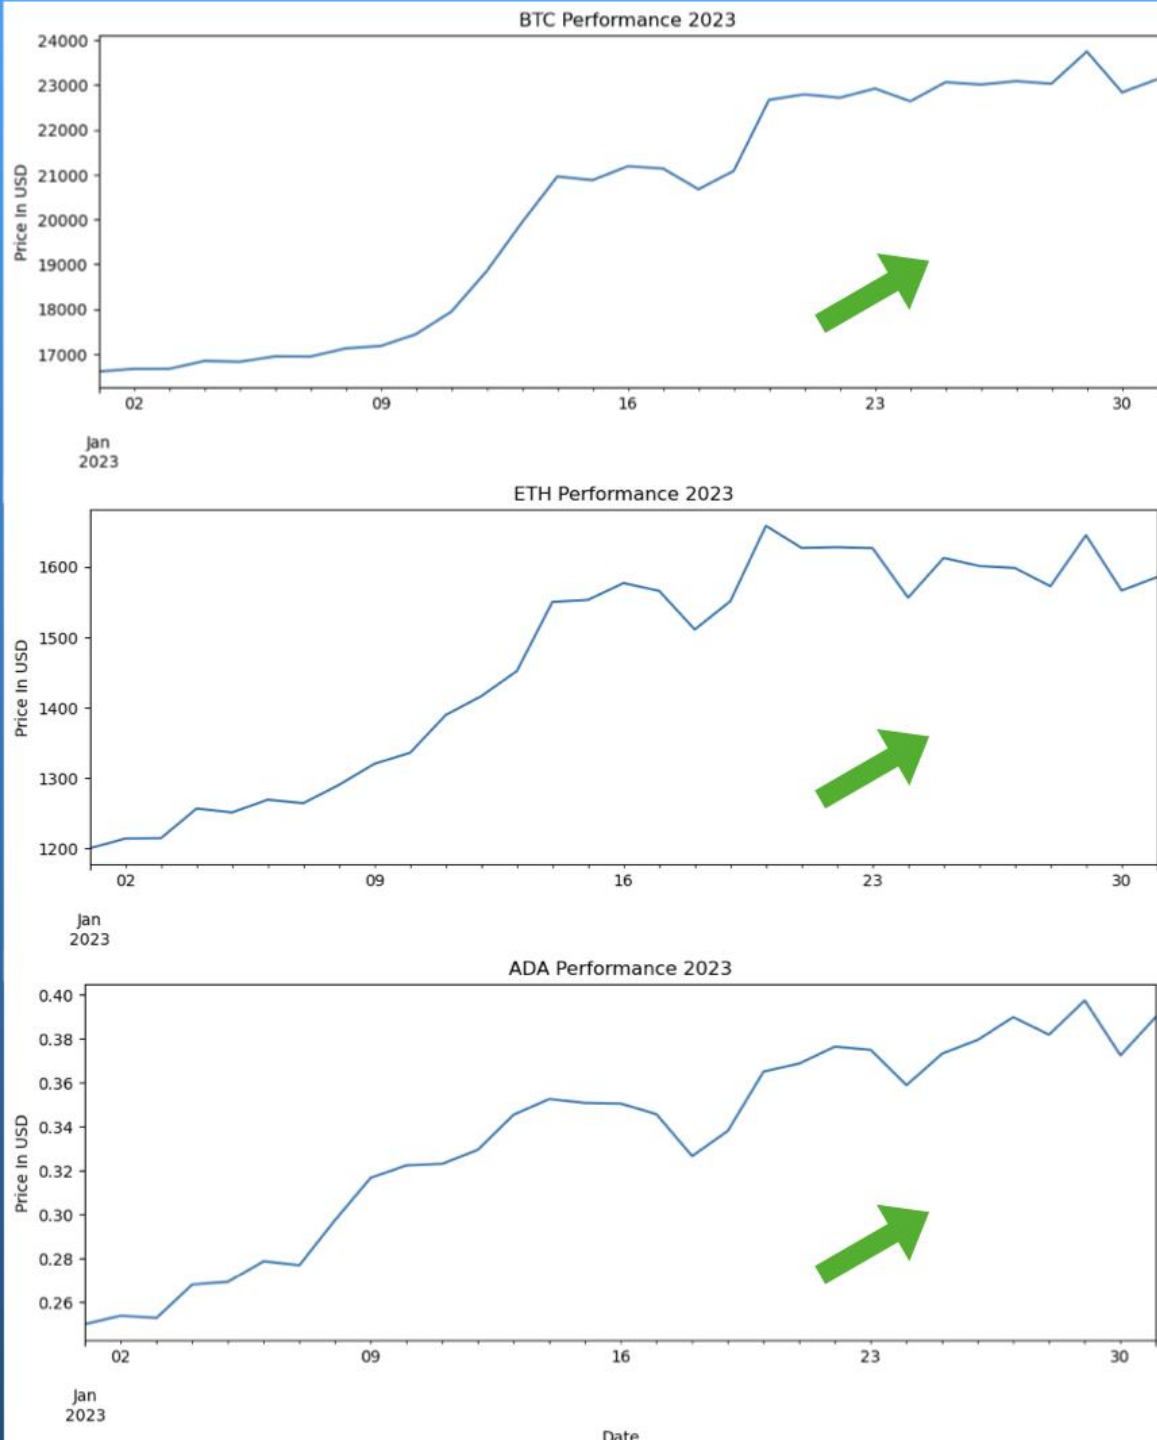 BTC Performance 2023
24000
23000
22000
21000
20000
19000
18000
17000
Price In USD
02 09 16 23 30
Jan
2023
ETH Performance 2023
1600
1500
1400
1300
1200
Price In USD
02 09 16 23 30
Jan
2023
ADA Performance 2023
0.40
0.38
0.36
0.34
0.32
0.30
0.28
0.26
Price In USD
02 09 16 23 30
Jan
2023
Date